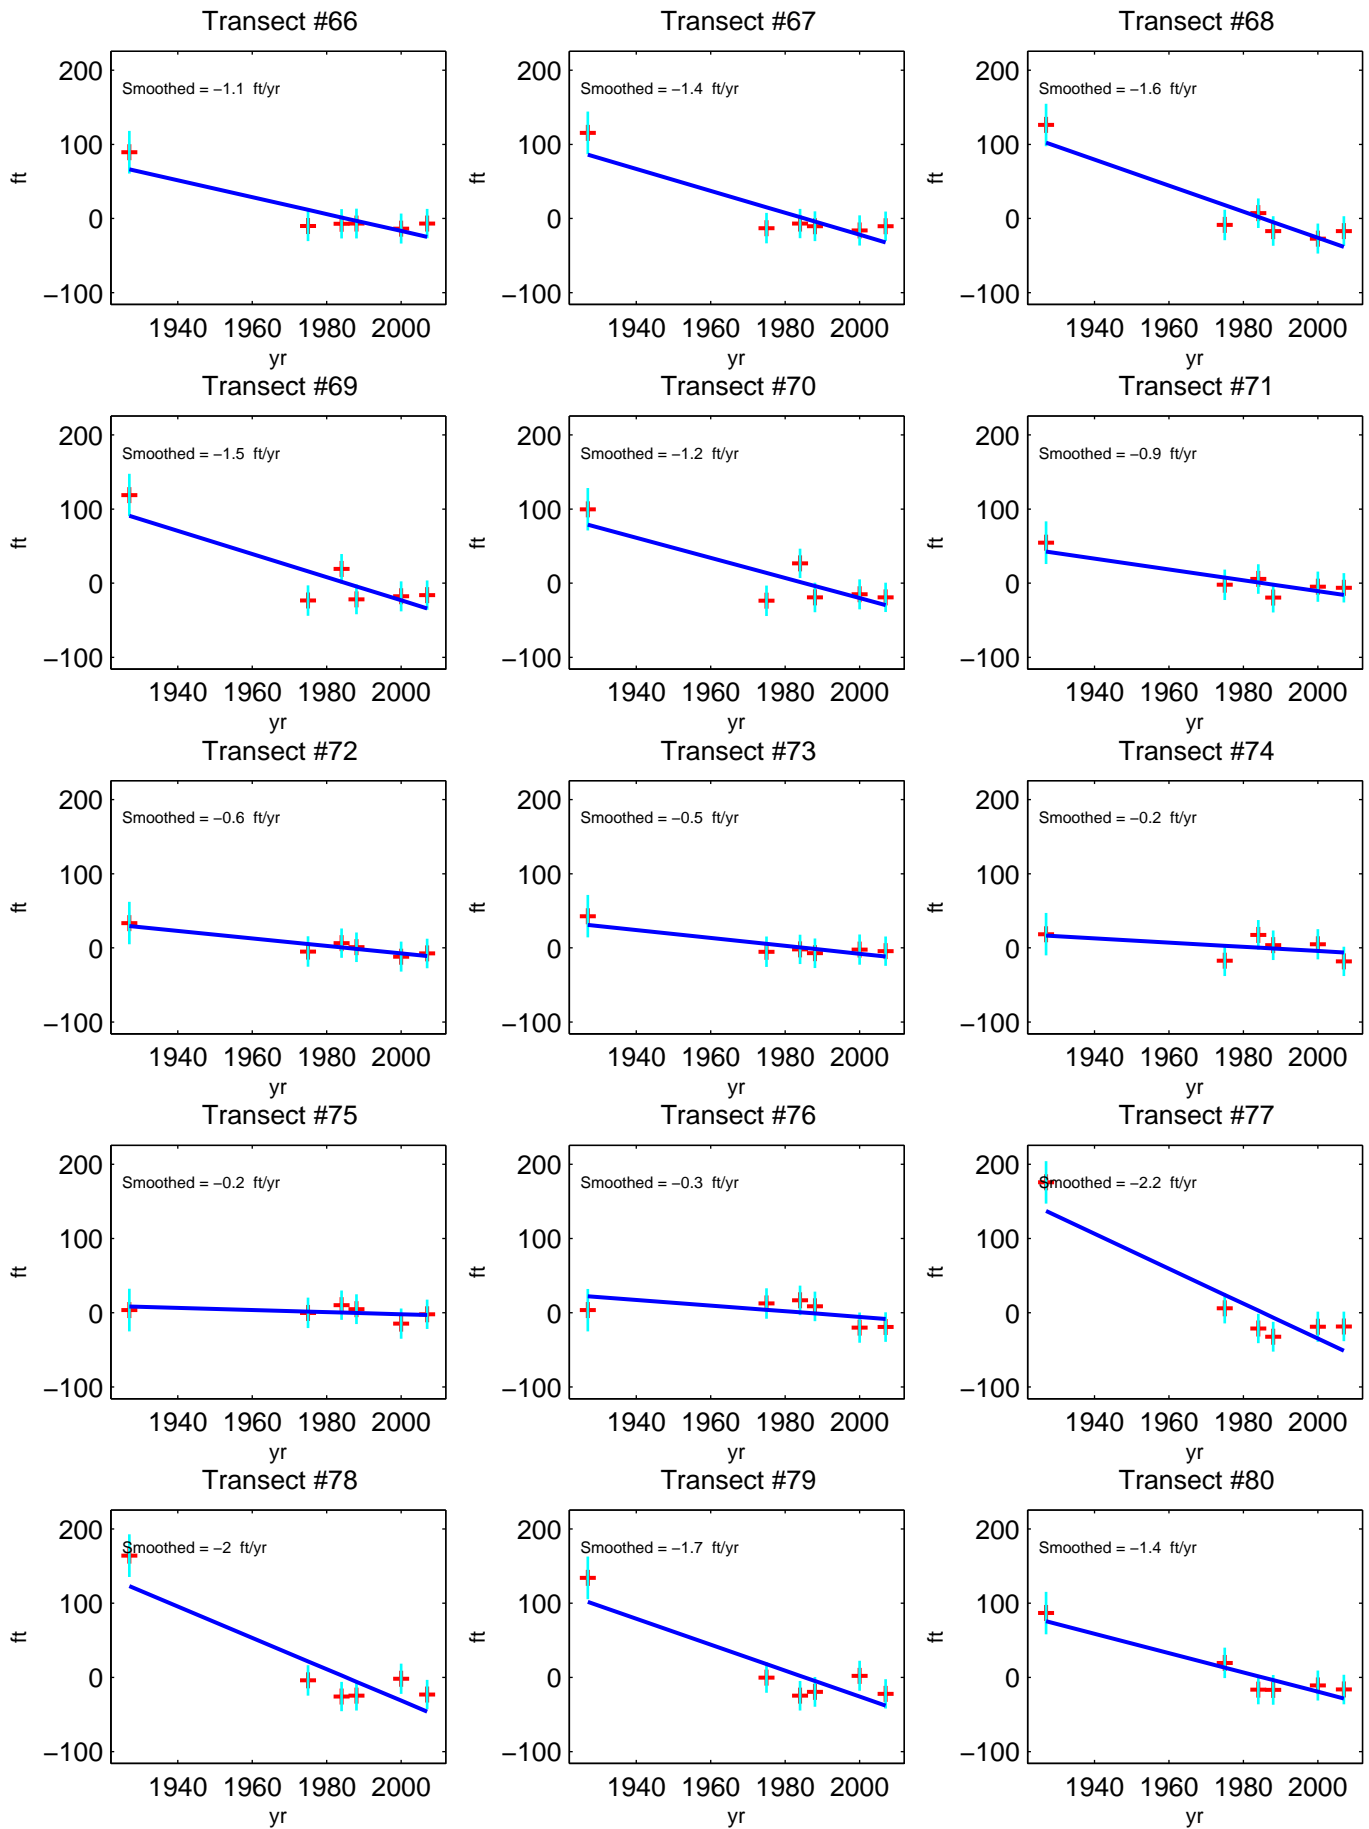 Transect #66 Transect #67 Transect #68
200 200 200
Smoothed = −1.1 ft/yr Smoothed = −1.4 ft/yr Smoothed = −1.6 ft/yr
100 100 100
ft ft ft
0 0 0
−100 −100 −100
1940 1960 1980 2000 1940 1960 1980 2000 1940 1960 1980 2000
yr yr yr
Transect #69 Transect #70 Transect #71
200 200 200
Smoothed = −1.5 ft/yr Smoothed = −1.2 ft/yr Smoothed = −0.9 ft/yr
100 100 100
ft ft ft
0 0 0
−100 −100 −100
1940 1960 1980 2000 1940 1960 1980 2000 1940 1960 1980 2000
yr yr yr
Transect #72 Transect #73 Transect #74
200 200 200
Smoothed = −0.6 ft/yr Smoothed = −0.5 ft/yr Smoothed = −0.2 ft/yr
100 100 100
ft ft ft
0 0 0
−100 −100 −100
1940 1960 1980 2000 1940 1960 1980 2000 1940 1960 1980 2000
yr yr yr
Transect #75 Transect #76 Transect #77
200 200 200
Smoothed = −0.2 ft/yr Smoothed = −0.3 ft/yr Smoothed = −2.2 ft/yr
100 100 100
ft ft ft
0 0 0
−100 −100 −100
1940 1960 1980 2000 1940 1960 1980 2000 1940 1960 1980 2000
yr yr yr
Transect #78 Transect #79 Transect #80
200 200 200
Smoothed = −2 ft/yr Smoothed = −1.7 ft/yr Smoothed = −1.4 ft/yr
100 100 100
ft ft ft
0 0 0
−100 −100 −100
1940 1960 1980 2000 1940 1960 1980 2000 1940 1960 1980 2000
yr yr yr